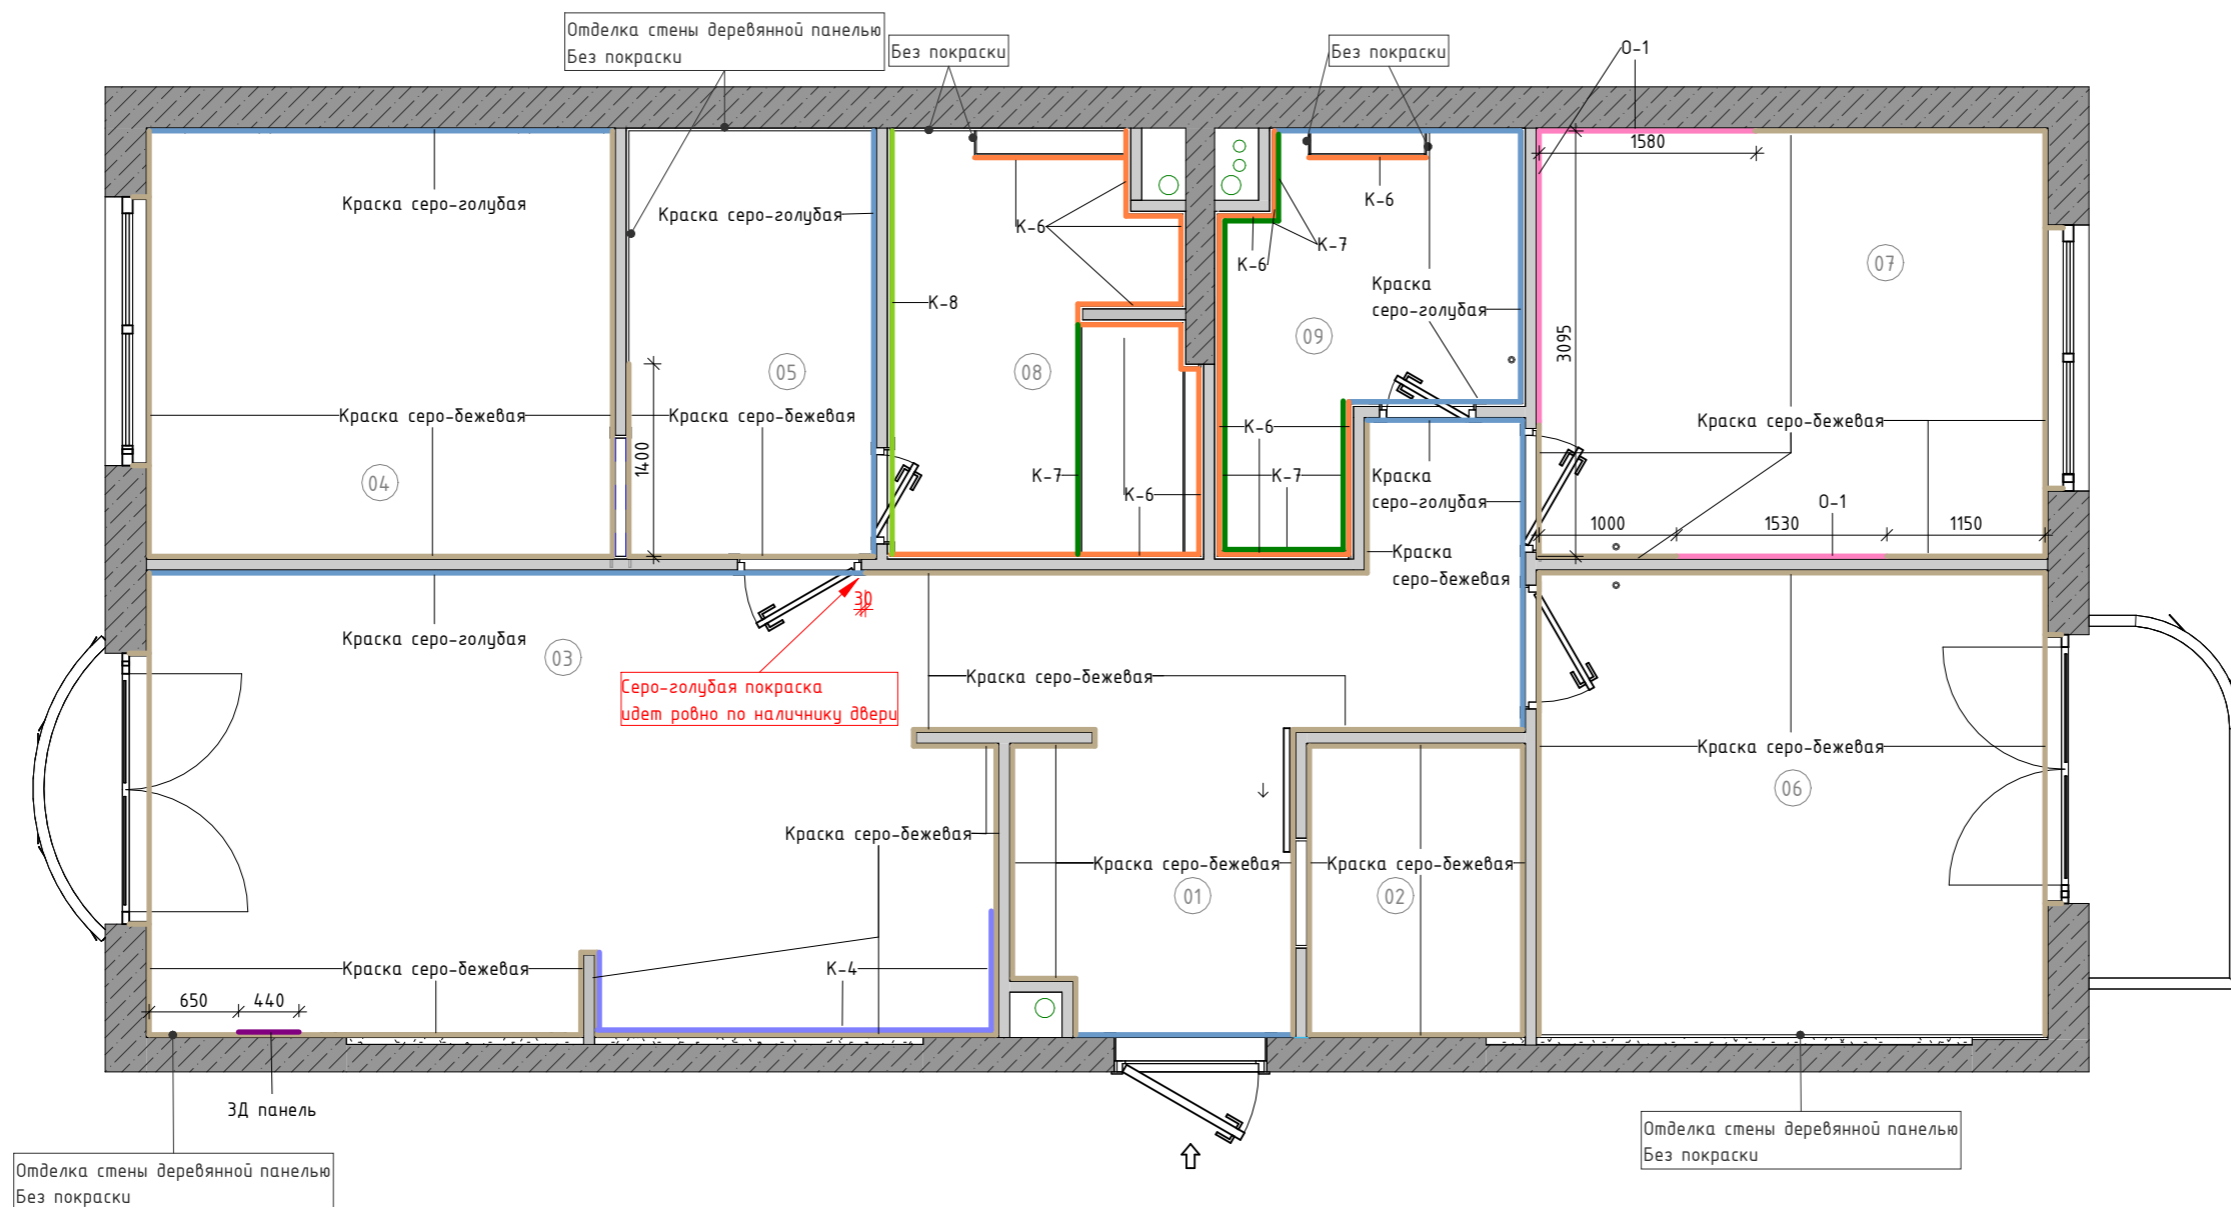 Отделка стены деревянной панелью
Без покраски
Без покраски
Без покраски
О-1
1580
Краска серо-голубая
Краска серо-голубая
К-6
К-6
К-7
К-6
07
К-8
Краска
серо-голубая
09
3095
05
08
Краска серо-бежевая
Краска серо-бежевая
1400
К-6
Краска серо-бежевая
04
К-7
К-6
К-7
Краска
серо-голубая
О-1
1000
1530
1150
Краска
серо-бежевая
30
Краска серо-голубая
03
Серо-голубая покраска
идет ровно по наличнику двери
Краска серо-бежевая
Краска серо-бежевая
06
Краска серо-бежевая
Краска серо-бежевая
Краска серо-бежевая
01
02
Краска серо-бежевая
К-4
650
440
3Д панель
Отделка стены деревянной панелью
Без покраски
Отделка стены деревянной панелью
Без покраски